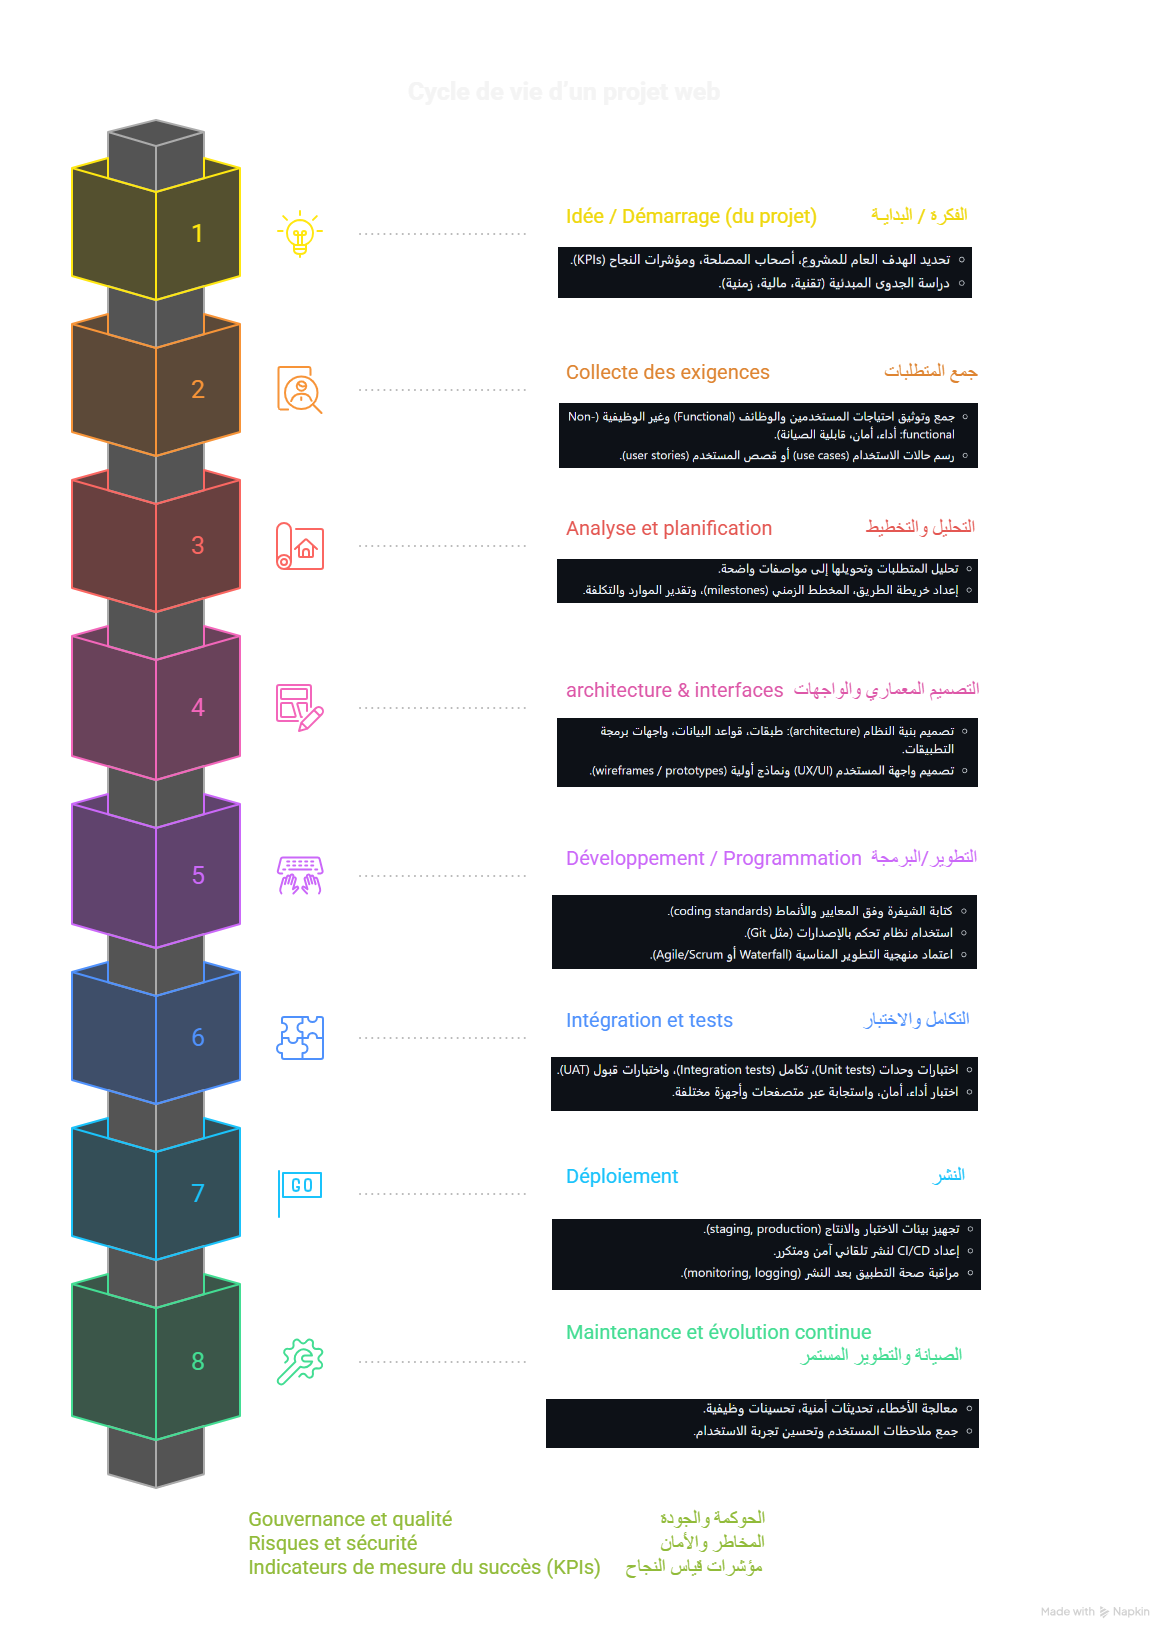 Cycle de vie d'un projet web
1
Idée / Démarrage (du projet) الفكرة / البداية
تحديد الهدف العام للمشروع، أصحاب المصلحة، ومؤشرات النجاح (KPIs).
دراسة الجدوى المبدئية (تقنية، مالية، زمنية).
2
Collecte des exigences جمع المتطلبات
جمع وتوثيق احتياجات المستخدمين والوظائف (Functional) وغير الوظيفية (Non-
functional: أداء، أمان، قابلية الصيانة).
رسم حالات الاستخدام (use cases) أو قصص المستخدم (user stories).
3
Analyse et planification التحليل والتخطيط
تحليل المتطلبات وتحويلها إلى مواصفات واضحة.
إعداد خريطة الطريق، المخطط الزمني (milestones)، وتقدير الموارد والتكلفة.
4
architecture & interfaces التصميم المعماري والواجهات
تصميم بنية النظام (architecture): طبقات، قواعد البيانات، واجهات برمجة
التطبيقات.
تصميم واجهة المستخدم (UX/UI) ونماذج أولية (wireframes / prototypes).
5
Développement / Programmation التطوير/البرمجة
كتابة الشيفرة وفق المعايير والأنماط (coding standards).
استخدام نظام تحكم بالإصدارات (مثل Git).
اعتماد منهجية التطوير المناسبة (Waterfall أو Agile/Scrum).
6
Intégration et tests التكامل والاختبار
اختبارات وحدات (Unit tests)، تكامل (Integration tests)، واختبارات قبول (UAT).
اختبار أداء، أمان، واستجابة عبر متصفحات وأجهزة مختلفة.
7
GO
Déploiement النشر
تجهيز بيئات الاختبار والانتاج (staging, production).
إعداد CI/CD لنشر تلقائي آمن ومتكرر.
مراقبة صحة التطبيق بعد النشر (monitoring, logging).
8
Maintenance et évolution continue
الصيانة والتطوير المستمر
معالجة الأخطاء، تحديثات أمنية، تحسينات وظيفية.
جمع ملاحظات المستخدم وتحسين تجربة الاستخدام.
Gouvernance et qualité الحوكمة والجودة
Risques et sécurité المخاطر والأمان
Indicateurs de mesure du succès (KPIs) مؤشرات قياس النجاح
Made with Napkin